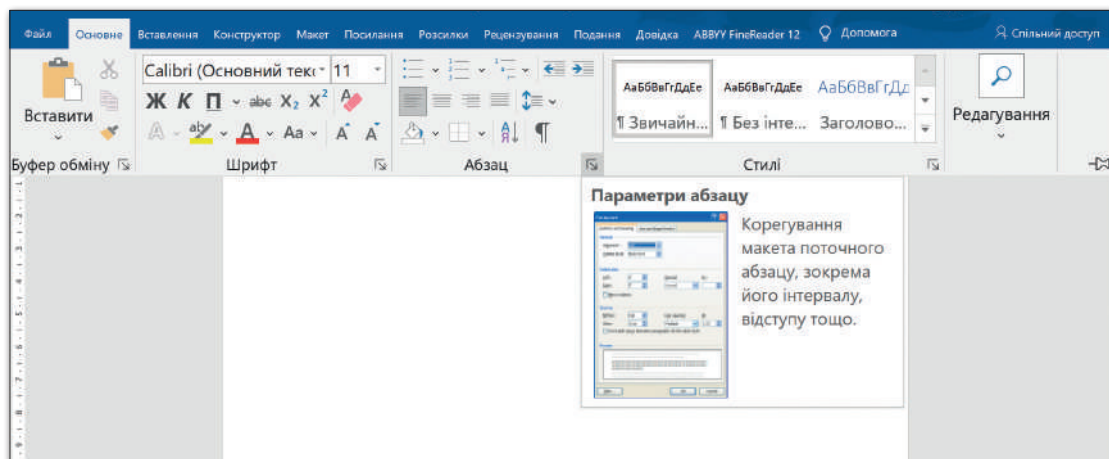 Файл Основне Вставлення Конструктор Макет Посилання Розсилки Рецензування Подання Довідка ABBYY FineReader 12 Допомога Спільний доступ
Вставити
Calibri (Основний текс 11
Ж К П abc X₂ X²
A aby A Aa A A
АаБбВвГгДдЕе АаБбВвГгДдЕе АаБбВвГгДд
¶ Звичайн... ¶ Без інте... Заголово...
Редагування
Буфер обміну Шрифт Абзац Стилі
Параметри абзацу
Корегування
макета поточного
абзацу, зокрема
його інтервалу,
відступу тощо.